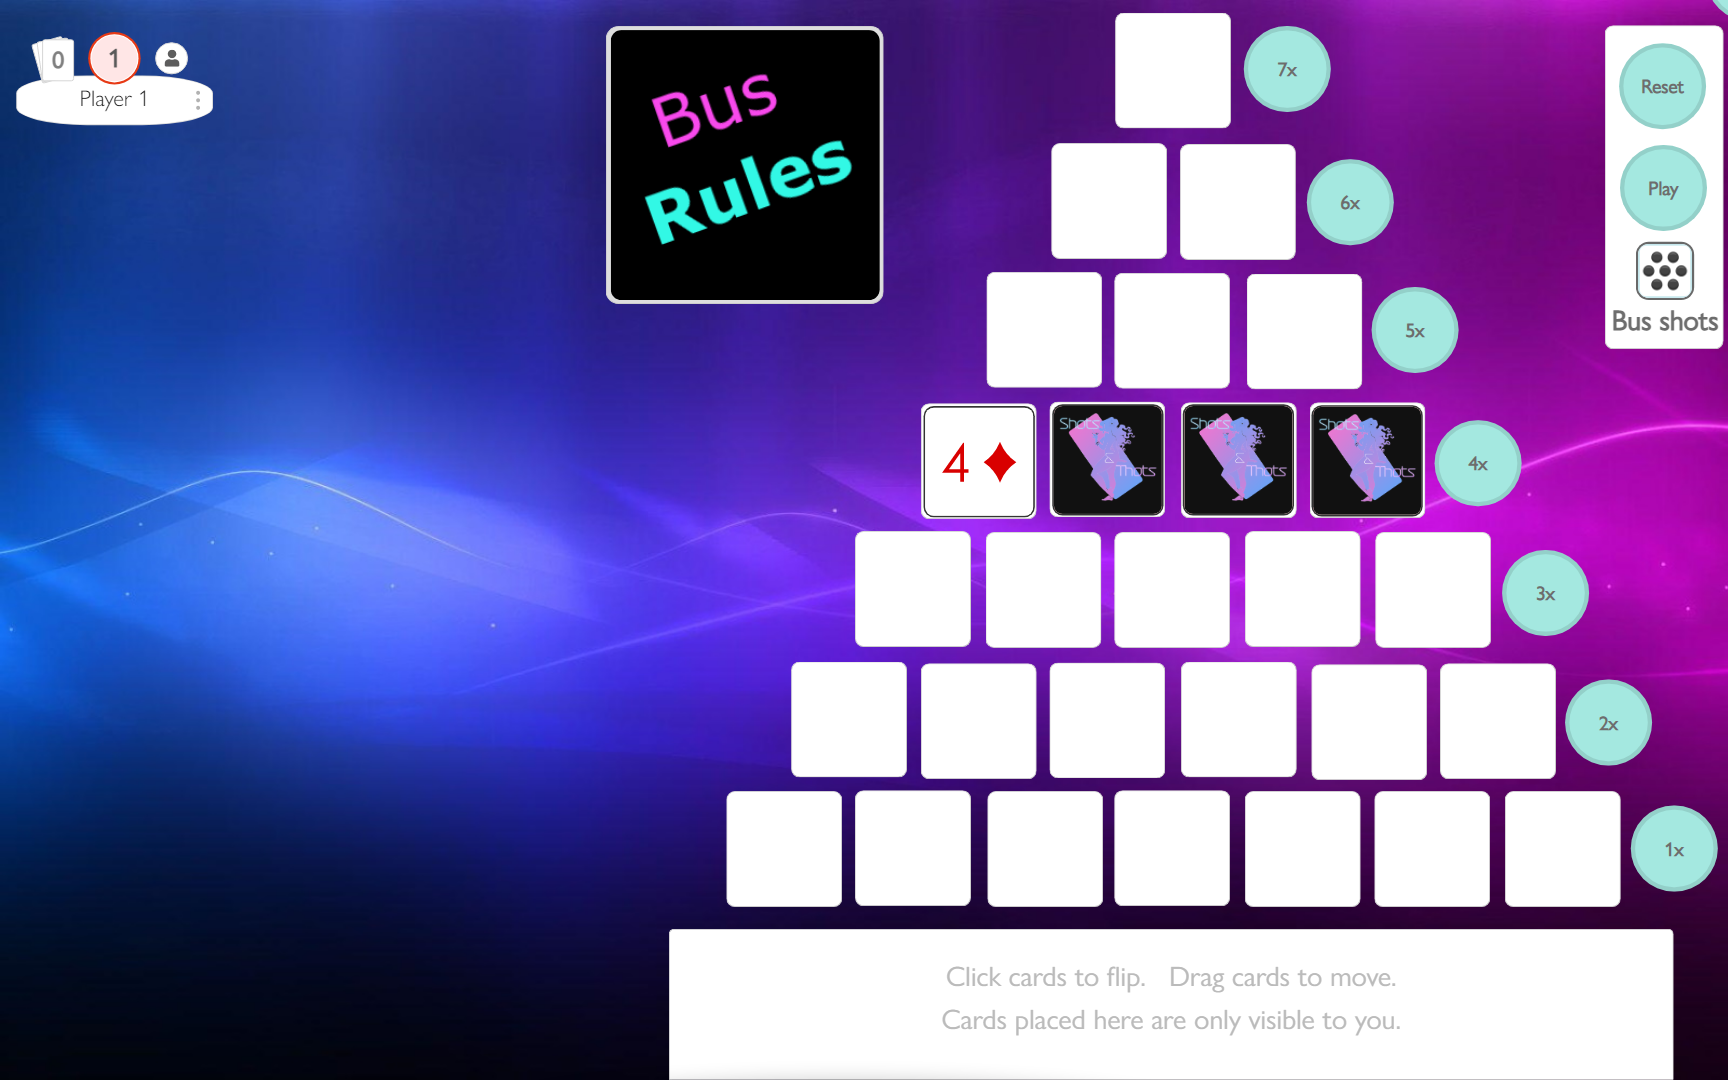 0
1
Player 1
Bus
Rules
7x
6x
5x
4♦
Shots
&
Thots
Shots
&
Thots
Shots
&
Thots
4x
3x
2x
1x
Reset
Play
Bus shots
Click cards to flip. Drag cards to move.
Cards placed here are only visible to you.